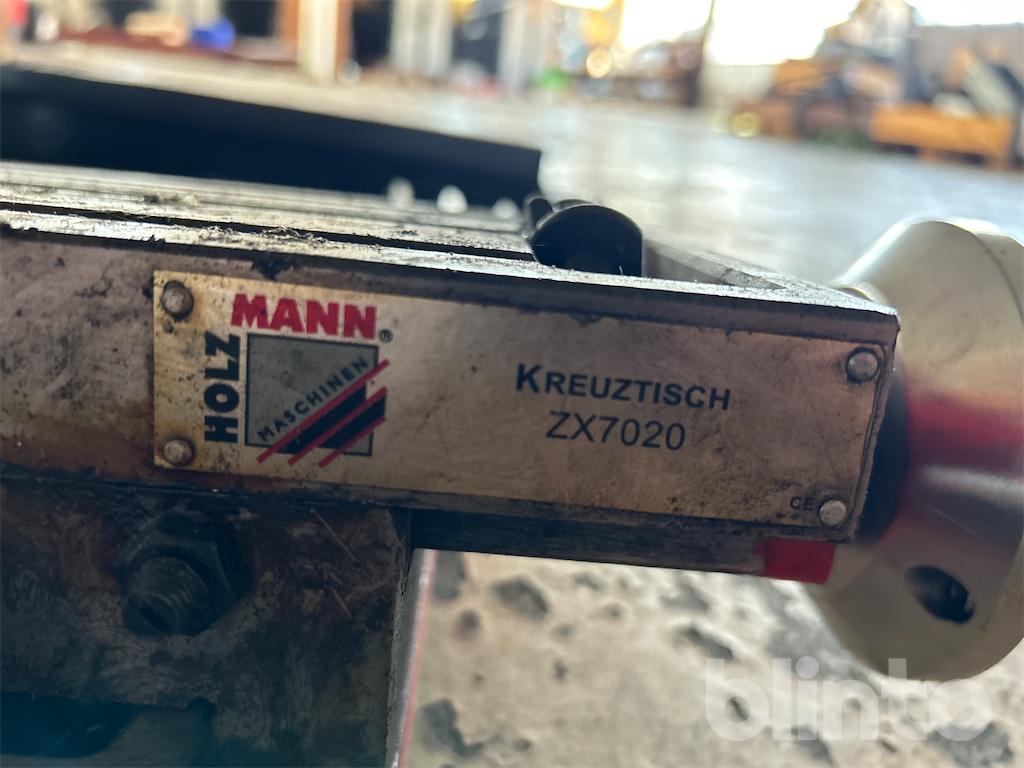 HOLZ
MANN®
MASCHINEN
KREUZTISCH
ZX7020
CE
blinto